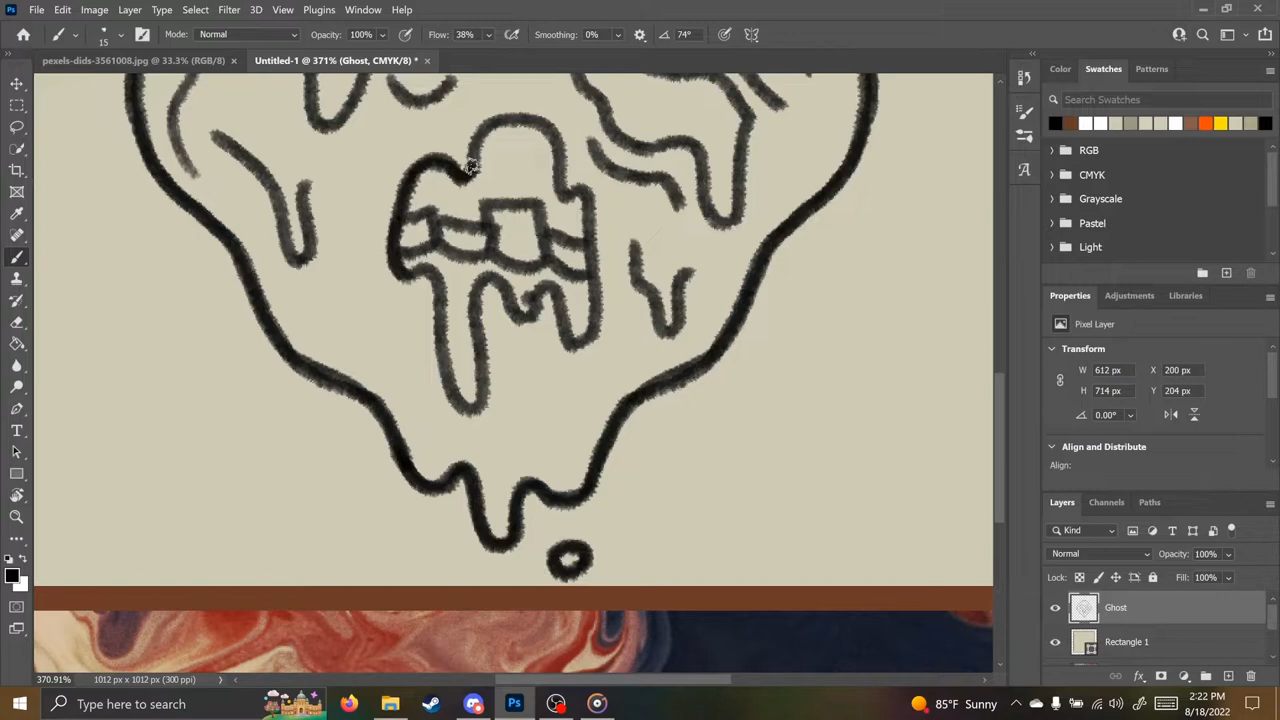 File Edit Image Layer Type Select Filter 3D View Plugins Window Help
15 Mode: Normal Opacity: 100% Flow: 38% Smoothing: 0% 74°
pexels-dids-3561008.jpg @ 33.3% (RGB/8) Untitled-1 @ 371% (Ghost, CMYK/8) *
Color Swatches Patterns
Search Swatches
RGB
CMYK
Grayscale
Pastel
Light
Properties Adjustments Libraries
Pixel Layer
Transform
W 612 px X 200 px
H 714 px Y 204 px
0.00°
Align and Distribute
Align:
Layers Channels Paths
Kind
Normal Opacity: 100%
Lock: Fill: 100%
Ghost
Rectangle 1
370.91% 1012 px x 1012 px (300 ppi)
Type here to search
85°F Sunny
2:22 PM
8/18/2022